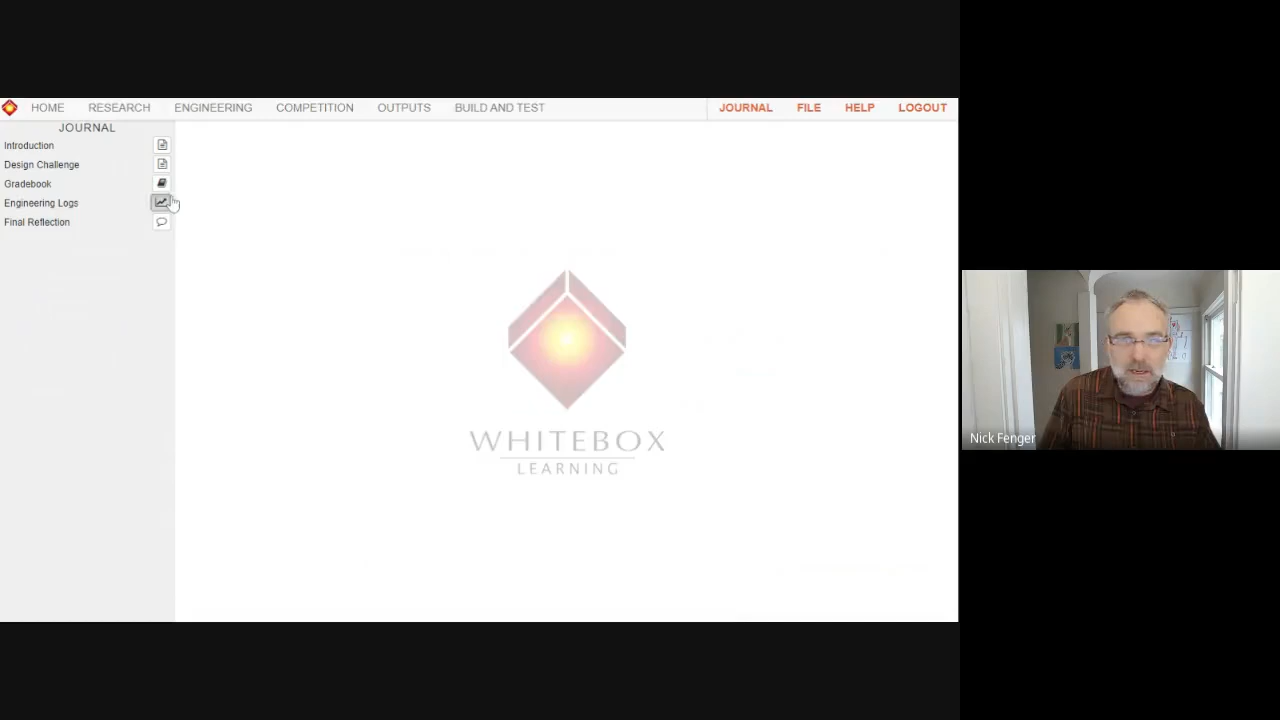 HOME RESEARCH ENGINEERING COMPETITION OUTPUTS BUILD AND TEST JOURNAL FILE HELP LOGOUT
JOURNAL
Introduction
Design Challenge
Gradebook
Engineering Logs
Final Reflection
WHITEBOX
LEARNING
Nick Fenger